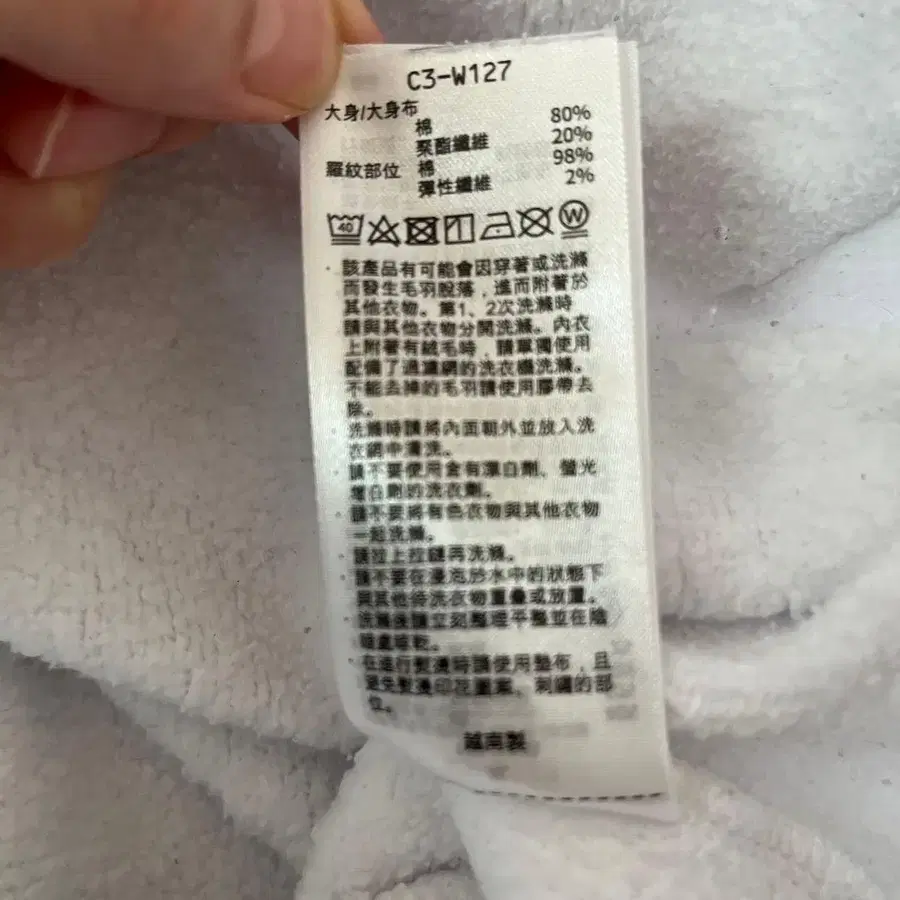 C3-W127
大身/大身布
棉 80%
聚酯纖維 20%
羅紋部位 棉 98%
彈性纖維 2%
40 W
· 該產品有可能會因穿著或洗滌
而發生毛羽脫落，進而附著於
其他衣物。第1、2次洗滌時
請與其他衣物分開洗滌。內衣
上附著有絨毛時，請單獨使用
配備了過濾網的洗衣機洗滌。
不能去掉的毛羽請使用膠帶去
除。
· 洗滌時請將內面朝外並放入洗
衣網中清洗。
· 請不要使用含有漂白劑、螢光
增白劑的洗衣劑。
· 請不要將有色衣物與其他衣物
一起洗滌。
· 請拉上拉鏈再洗滌。
· 請不要在浸泡於水中的狀態下
與其他待洗衣物重疊或放置。
· 洗滌後請立刻整理平整並在陰
涼處晾乾。
· 在進行熨燙時請使用墊布，且
避免熨燙印花圖案、刺繡的部
位。
越南製